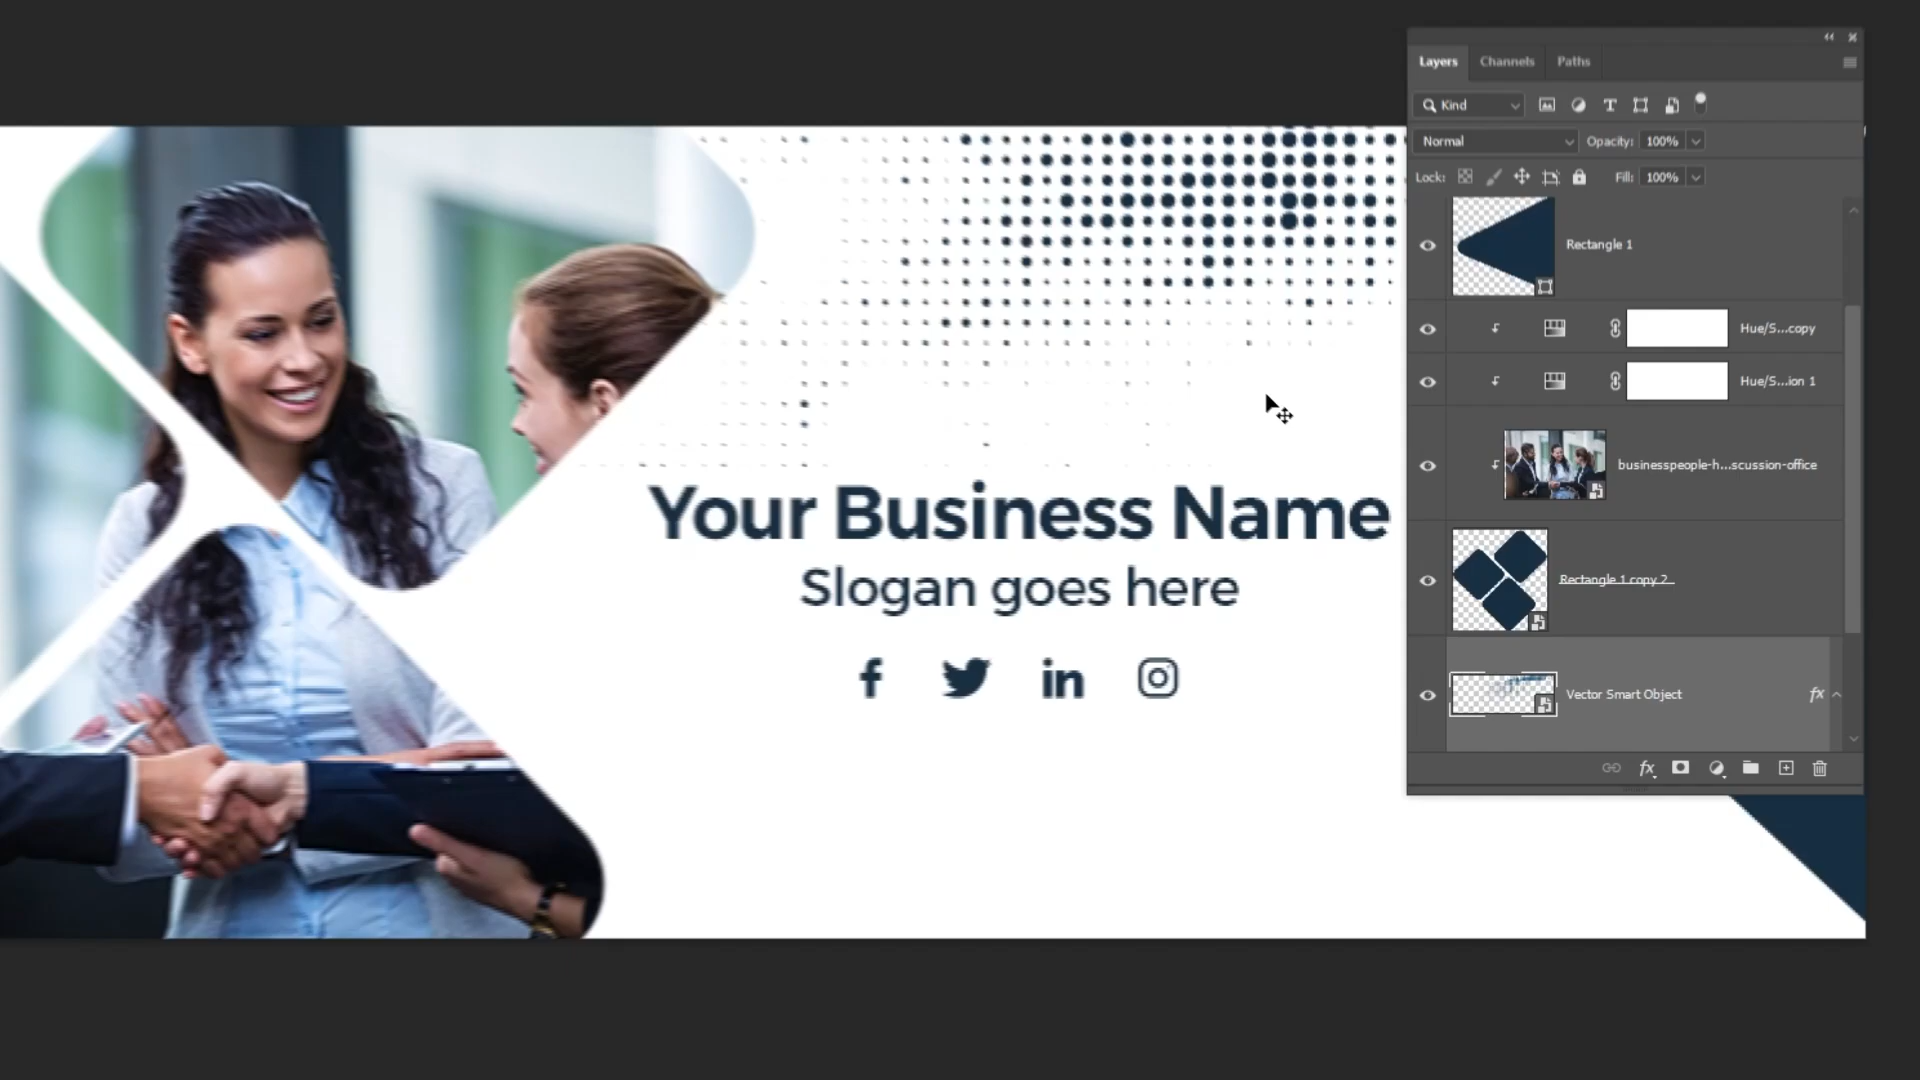 Layers Channels Paths
Kind
Normal Opacity: 100%
Lock: Fill: 100%
Rectangle 1
Hue/S...copy
Hue/S...ion 1
businesspeople-h...scussion-office
Rectangle 1 copy 2
Vector Smart Object fx
fx
Your Business Name
Slogan goes here